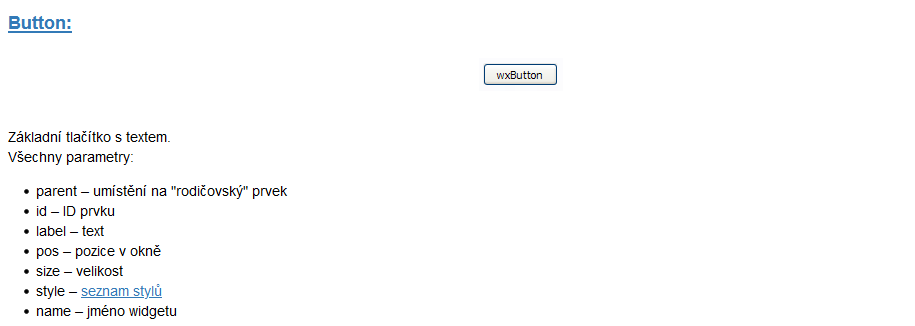 Button:
wxButton
Základní tlačítko s textem.
Všechny parametry:
• parent – umístění na "rodičovský" prvek
• id – ID prvku
• label – text
• pos – pozice v okně
• size – velikost
• style – seznam stylů
• name – jméno widgetu